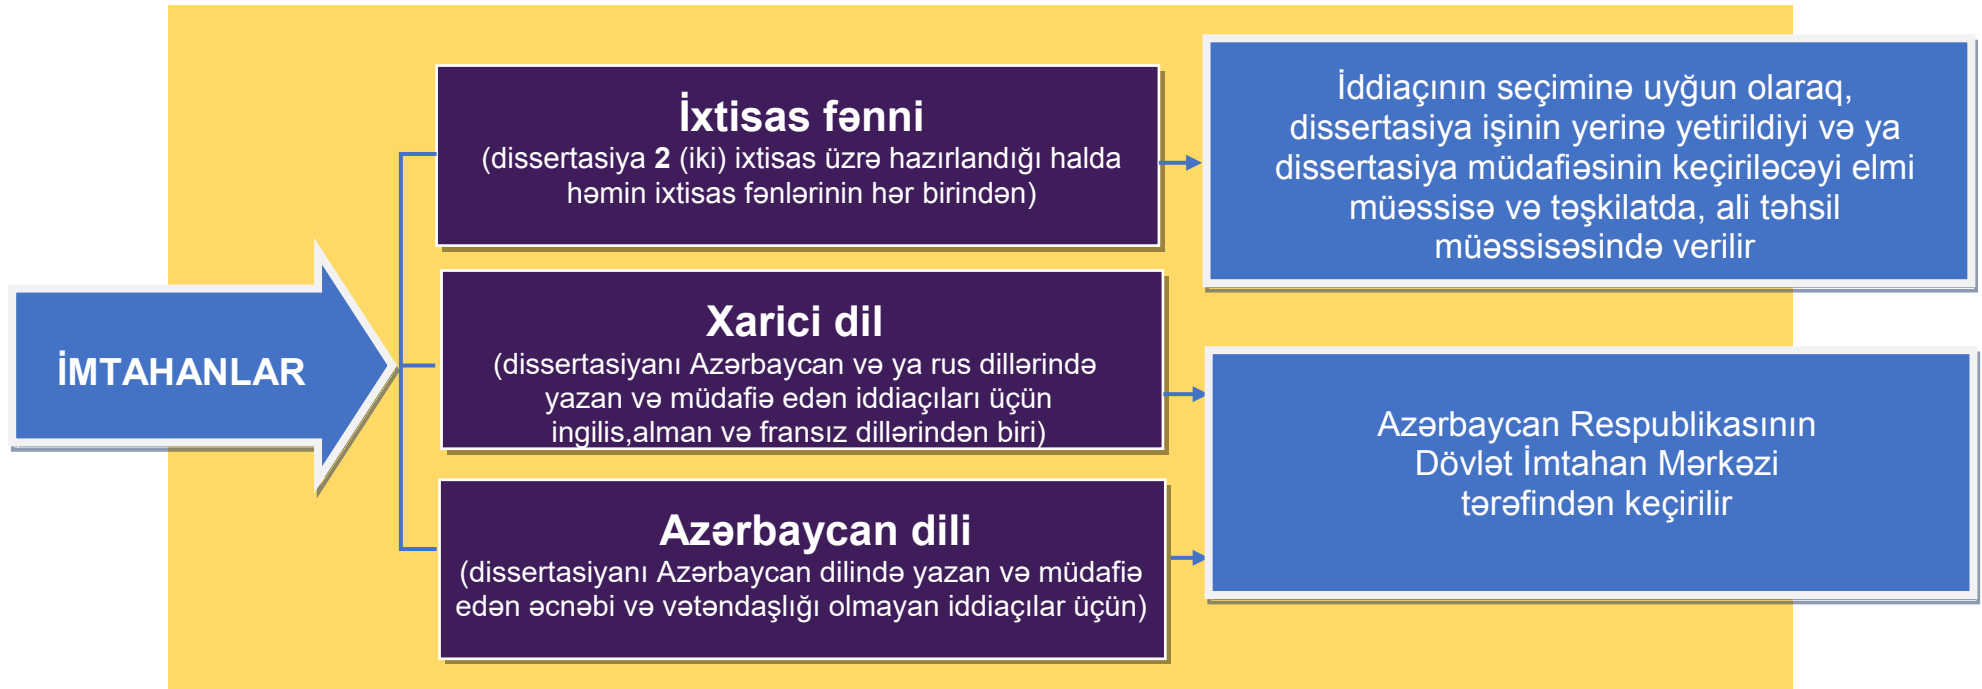 İMTAHANLAR
İxtisas fənni
(dissertasiya 2 (iki) ixtisas üzrə hazırlandığı halda
həmin ixtisas fənlərinin hər birindən)
İddiaçının seçiminə uyğun olaraq,
dissertasiya işinin yerinə yetirildiyi və ya
dissertasiya müdafiəsinin keçiriləcəyi elmi
müəssisə və təşkilatda, ali təhsil
müəssisəsində verilir
Xarici dil
(dissertasiyanı Azərbaycan və ya rus dillərində
yazan və müdafiə edən iddiaçıları üçün
ingilis,alman və fransız dillərindən biri)
Azərbaycan dili
(dissertasiyanı Azərbaycan dilində yazan və müdafiə
edən əcnəbi və vətəndaşlığı olmayan iddiaçılar üçün)
Azərbaycan Respublikasının
Dövlət İmtahan Mərkəzi
tərəfindən keçirilir